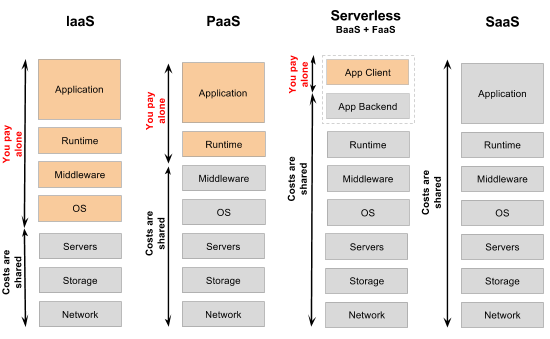 IaaS
You pay
alone
Costs are
shared
Application
Runtime
Middleware
OS
Servers
Storage
Network
PaaS
You pay
alone
Costs are
shared
Application
Runtime
Middleware
OS
Servers
Storage
Network
Serverless
BaaS + FaaS
You pay
alone
Costs are
shared
App Client
App Backend
Runtime
Middleware
OS
Servers
Storage
Network
SaaS
Costs are
shared
Application
Runtime
Middleware
OS
Servers
Storage
Network